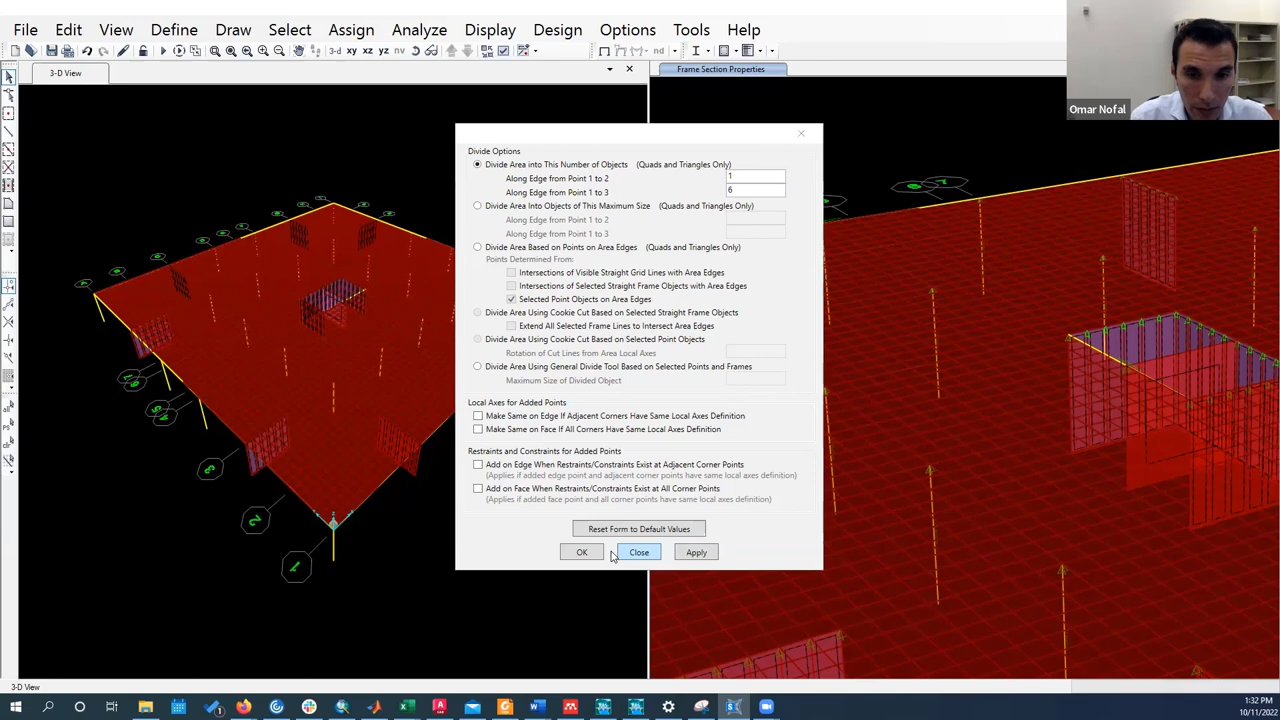 File Edit View Define Draw Select Assign Analyze Display Design Options Tools Help
3-d xy xz yz nv nd
3-D View
Frame Section Properties
Omar Nofal
Divide Options
Divide Area into This Number of Objects (Quads and Triangles Only)
Along Edge from Point 1 to 2 1
Along Edge from Point 1 to 3 6
Divide Area Into Objects of This Maximum Size (Quads and Triangles Only)
Along Edge from Point 1 to 2
Along Edge from Point 1 to 3
Divide Area Based on Points on Area Edges (Quads and Triangles Only)
Points Determined From:
Intersections of Visible Straight Grid Lines with Area Edges
Intersections of Selected Straight Frame Objects with Area Edges
Selected Point Objects on Area Edges
Divide Area Using Cookie Cut Based on Selected Straight Frame Objects
Extend All Selected Frame Lines to Intersect Area Edges
Divide Area Using Cookie Cut Based on Selected Point Objects
Rotation of Cut Lines from Area Local Axes
Divide Area Using General Divide Tool Based on Selected Points and Frames
Maximum Size of Divided Object
Local Axes for Added Points
Make Same on Edge If Adjacent Corners Have Same Local Axes Definition
Make Same on Face If All Corners Have Same Local Axes Definition
Restraints and Constraints for Added Points
Add on Edge When Restraints/Constraints Exist at Adjacent Corner Points
(Applies if added edge point and adjacent corner points have same local axes definition)
Add on Face When Restraints/Constraints Exist at All Corner Points
(Applies if added face point and all corner points have same local axes definition)
Reset Form to Default Values
OK Close Apply
3
2
1
3-D View
1:32 PM
10/11/2022